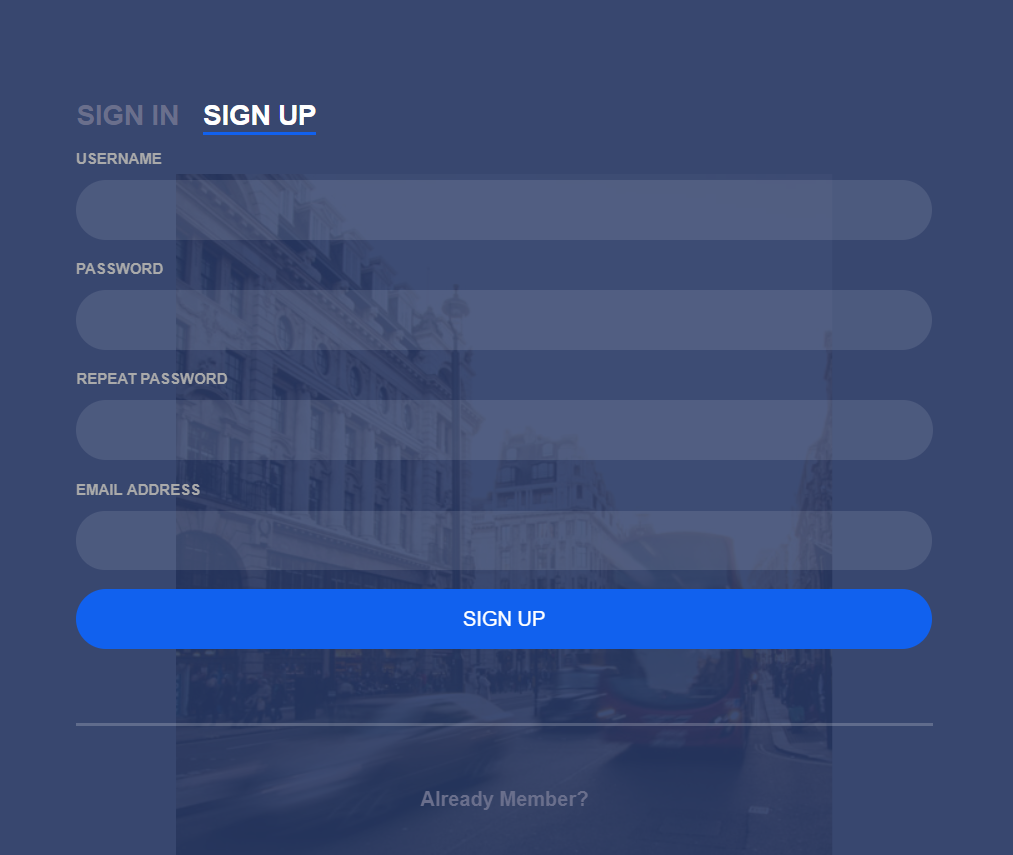 SIGN IN SIGN UP
USERNAME
PASSWORD
REPEAT PASSWORD
EMAIL ADDRESS
SIGN UP
Already Member?